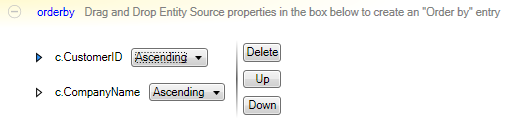 orderby Drag and Drop Entity Source properties in the box below to create an "Order by" entry
c.CustomerID Ascending
c.CompanyName Ascending
Delete
Up
Down